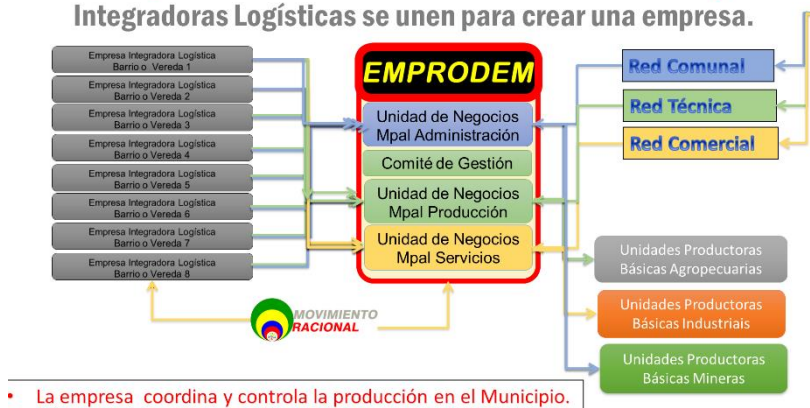 Integradoras Logísticas se unen para crear una empresa.
Empresa Integradora Logística
Barrio o Vereda 1
Empresa Integradora Logística
Barrio o Vereda 2
Empresa Integradora Logística
Barrio o Vereda 3
Empresa Integradora Logística
Barrio o Vereda 4
Empresa Integradora Logística
Barrio o Vereda 5
Empresa Integradora Logística
Barrio o Vereda 6
Empresa Integradora Logística
Barrio o Vereda 7
Empresa Integradora Logística
Barrio o Vereda 8
EMPRODEM
Unidad de Negocios
Mpal Administración
Comité de Gestión
Unidad de Negocios
Mpal Producción
Unidad de Negocios
Mpal Servicios
Red Comunal
Red Técnica
Red Comercial
Unidades Productoras
Básicas Agropecuarias
Unidades Productoras
Básicas Industriais
Unidades Productoras
Básicas Mineras
MOVIMIENTO
RACIONAL
• La empresa coordina y controla la producción en el Municipio.